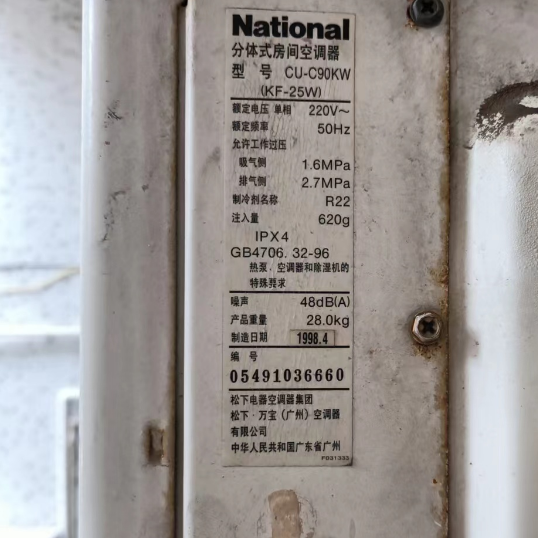 National
分体式房间空调器
型 号 CU-C90KW
(KF-25W)
额定电压 单相 220V~
额定频率 50Hz
允许工作过压
吸气侧 1.6MPa
排气侧 2.7MPa
制冷剂名称 R22
注入量 620g
IPX4
GB4706. 32-96
热泵、空调器和除湿机的
特殊要求
噪声 48dB(A)
产品重量 28.0kg
制造日期 1998.4
编 号
05491036660
松下电器空调器集团
松下·万宝(广州)空调器
有限公司
中华人民共和国广东省广州
F031333